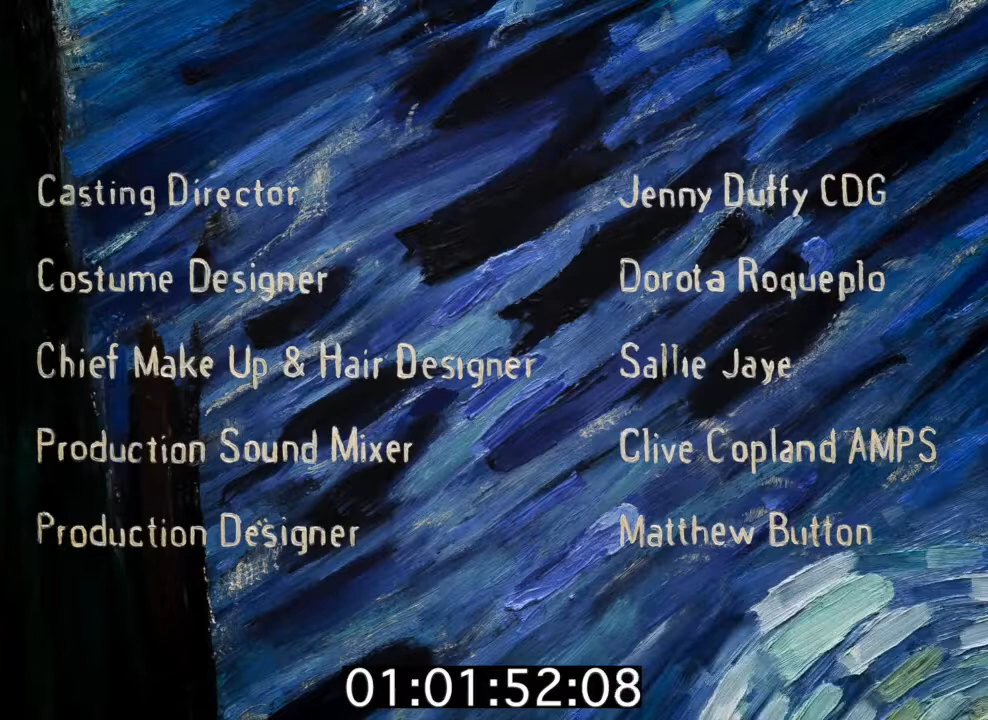 Casting Director Jenny Duffy CDG
Costume Designer Dorota Roqueplo
Chief Make Up & Hair Designer Sallie Jaye
Production Sound Mixer Clive Copland AMPS
Production Designer Matthew Button
01:01:52:08